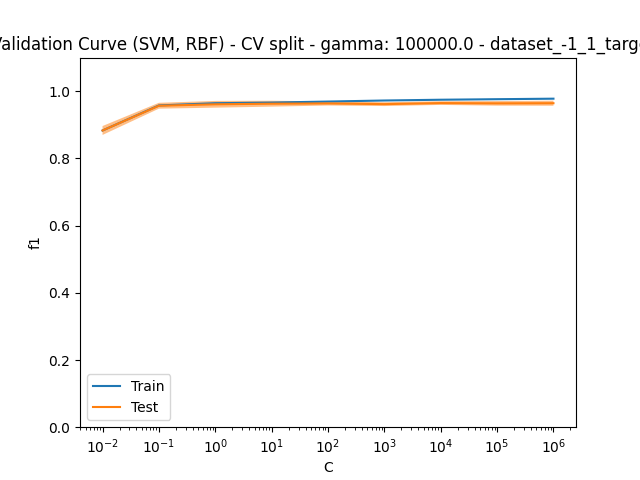 Validation Curve (SVM, RBF) - CV split - gamma: 100000.0 - dataset_-1_1_targ
1.0
0.8
0.6
0.4
0.2
0.0
f1
Train
Test
10⁻² 10⁻¹ 10⁰ 10¹ 10² 10³ 10⁴ 10⁵ 10⁶
C